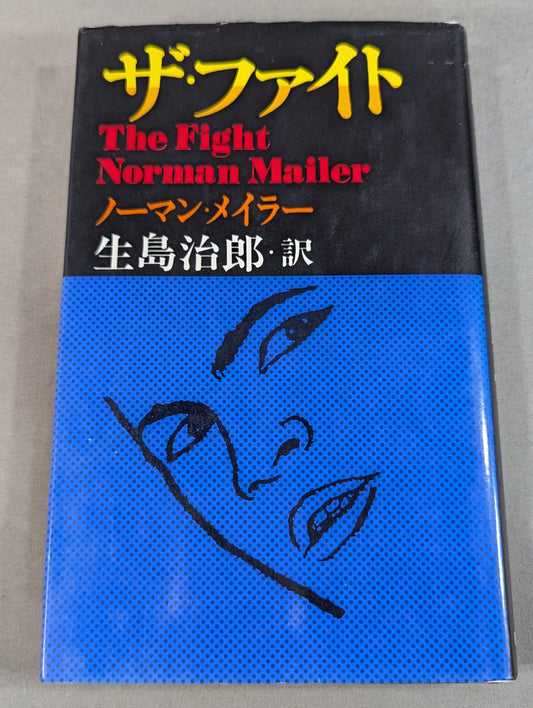 ザ・ファイト
The Fight
Norman Mailer
ノーマン・メイラー
生島治郎・訳